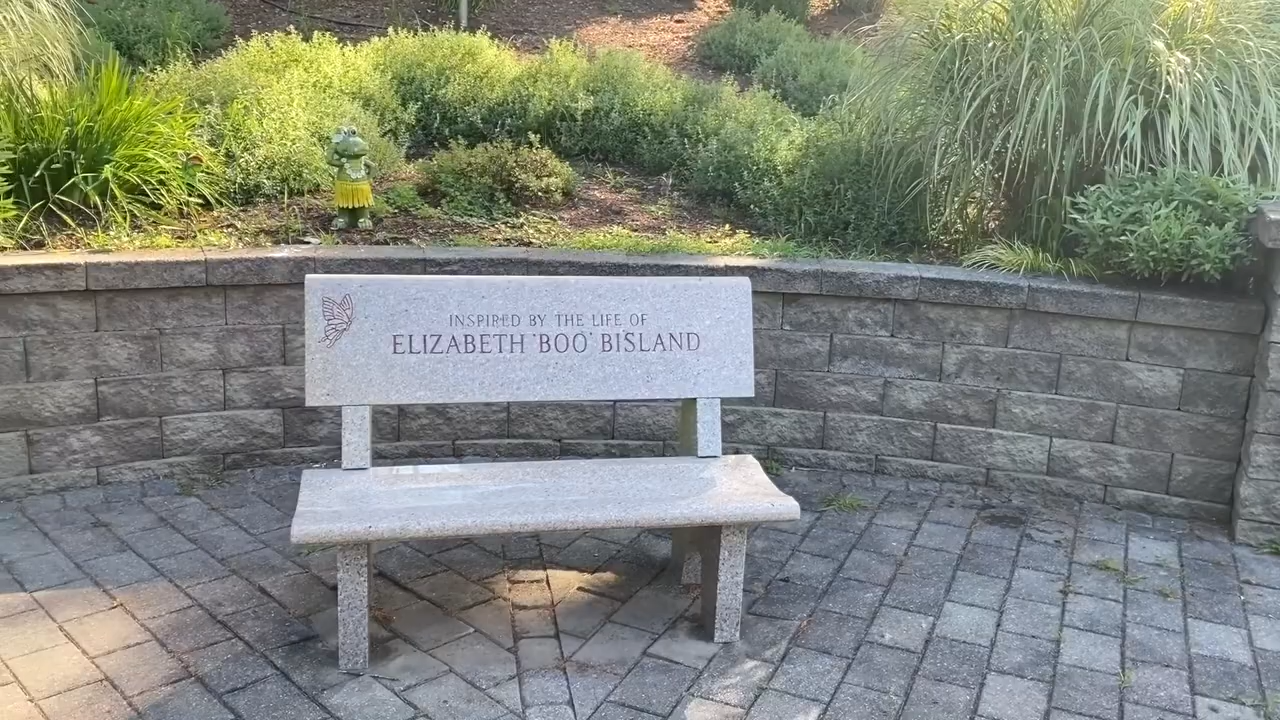 INSPIRED BY THE LIFE OF
ELIZABETH 'BOO' BISLAND